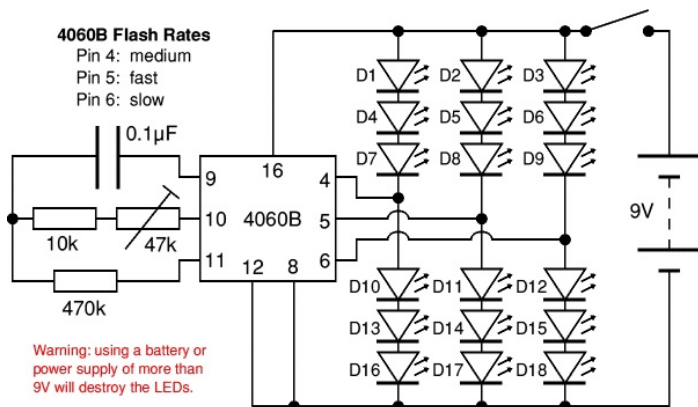 4060B Flash Rates
Pin 4: medium
Pin 5: fast
Pin 6: slow
0.1µF
D1 D2 D3
D4 D5 D6
D7 D8 D9
16
9 4
10 4060B 5
11 6
12 8
10k 47k
470k
9V
D10 D11 D12
D13 D14 D15
D16 D17 D18
Warning: using a battery or
power supply of more than
9V will destroy the LEDs.